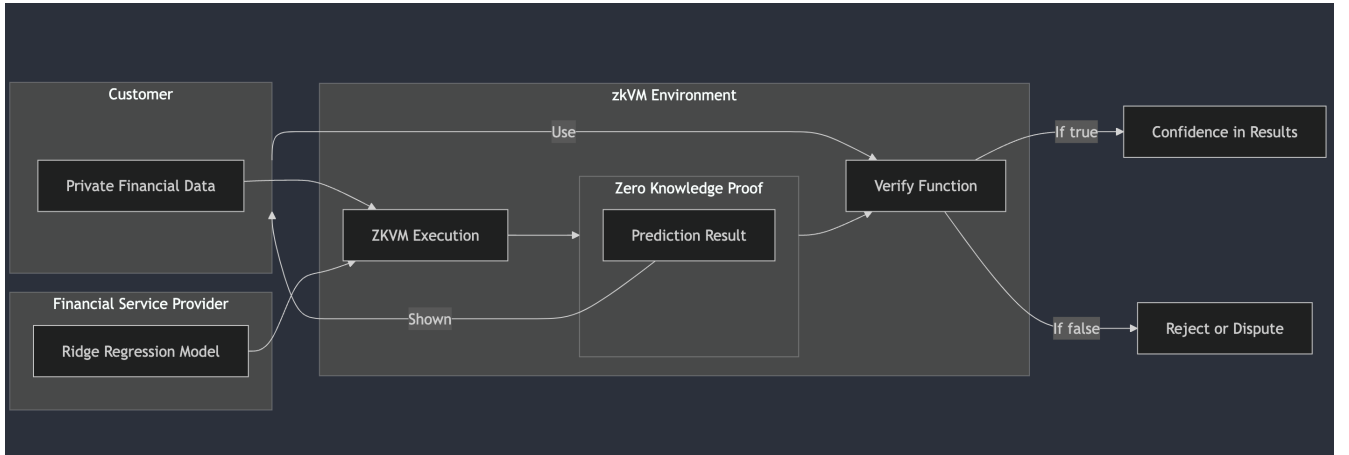 Customer
Private Financial Data
Financial Service Provider
Ridge Regression Model
zkVM Environment
Use
ZKVM Execution
Zero Knowledge Proof
Prediction Result
Shown
Verify Function
If true
Confidence in Results
If false
Reject or Dispute